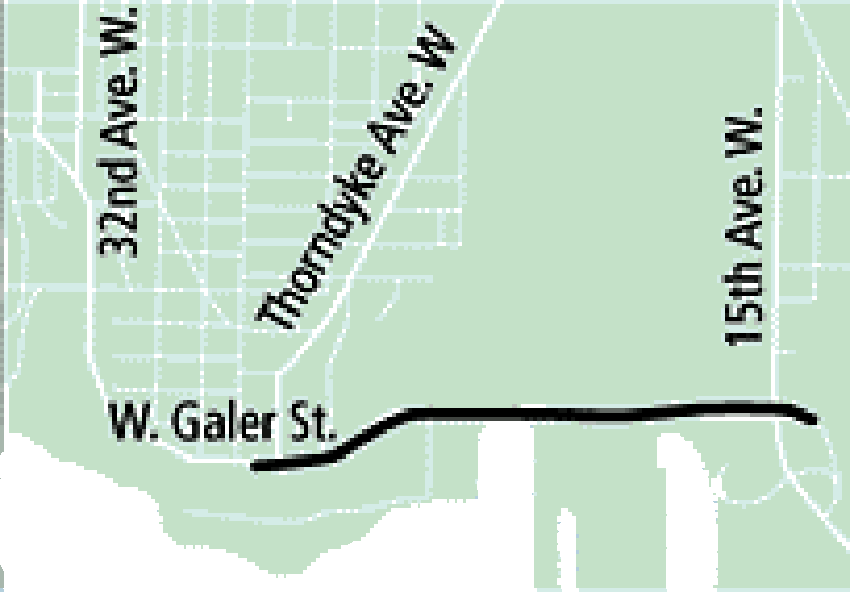 32nd Ave. W.
Thorndyke Ave. W
15th Ave. W.
W. Galer St.